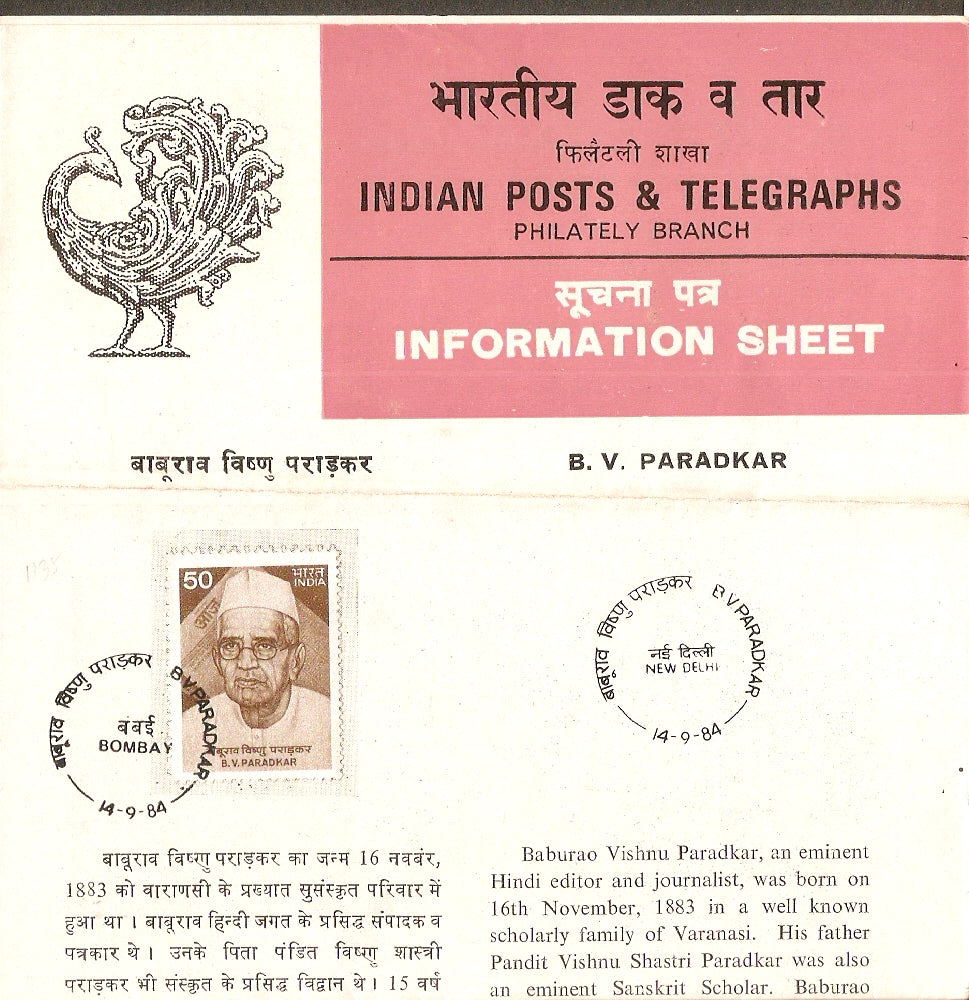 भारतीय डाक व तार
फिलैटली शाखा
INDIAN POSTS & TELEGRAPHS
PHILATELY BRANCH
सूचना पत्र
INFORMATION SHEET
बाबूराव विष्णु पराड़कर
B. V. PARADKAR
50 भारत
INDIA
आज
बाबूराव विष्णु पराड़कर
B.V. PARADKAR
बाबूराव विष्णु पराड़कर B V PARADKAR
बंबई
BOMBAY
14-9-84
बाबूराव विष्णु पराड़कर B V PARADKAR
नई दिल्ली
NEW DELHI
14-9-84
बाबूराव विष्णु पराड़कर का जन्म 16 नवबंर,
1883 को वाराणसी के प्रख्यात सुसंस्कृत परिवार में
हुआ था । बाबूराव हिन्दी जगत के प्रसिद्ध संपादक व
पत्रकार थे । उनके पिता पंडित विष्णु शास्त्री
पराड़कर भी संस्कृत के प्रसिद्ध विद्वान थे । 15 वर्ष
Baburao Vishnu Paradkar, an eminent
Hindi editor and journalist, was born on
16th November, 1883 in a well known
scholarly family of Varanasi. His father
Pandit Vishnu Shastri Paradkar was also
an eminent Sanskrit Scholar. Baburao